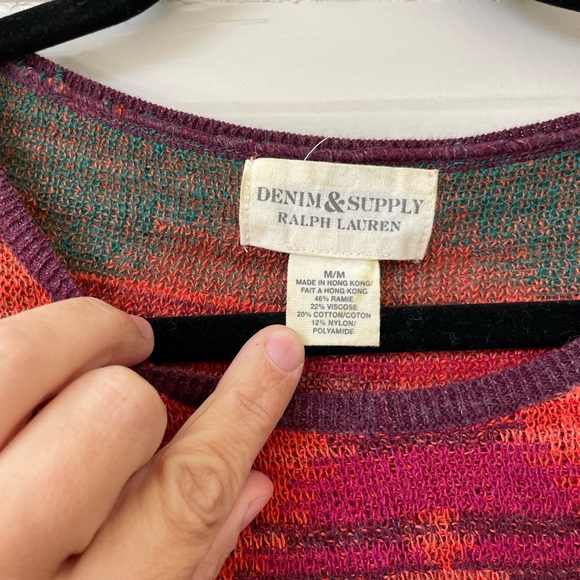 DENIM&SUPPLY
RALPH LAUREN
M/M
MADE IN HONG KONG/
FAIT A HONG KONG
46% RAMIE
22% VISCOSE
20% COTTON/COTON
12% NYLON/
POLYAMIDE